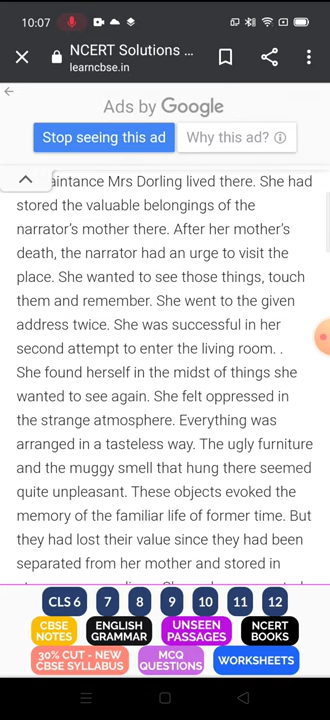 10:07
NCERT Solutions ...
learncbse.in
Ads by Google
Stop seeing this ad
Why this ad?
aintance Mrs Dorling lived there. She had
stored the valuable belongings of the
narrator's mother there. After her mother's
death, the narrator had an urge to visit the
place. She wanted to see those things, touch
them and remember. She went to the given
address twice. She was successful in her
second attempt to enter the living room. .
She found herself in the midst of things she
wanted to see again. She felt oppressed in
the strange atmosphere. Everything was
arranged in a tasteless way. The ugly furniture
and the muggy smell that hung there seemed
quite unpleasant. These objects evoked the
memory of the familiar life of former time. But
they had lost their value since they had been
separated from her mother and stored in
CLS 6 7 8 9 10 11 12
CBSE NOTES
ENGLISH GRAMMAR
UNSEEN PASSAGES
NCERT BOOKS
30% CUT - NEW CBSE SYLLABUS
MCQ QUESTIONS
WORKSHEETS